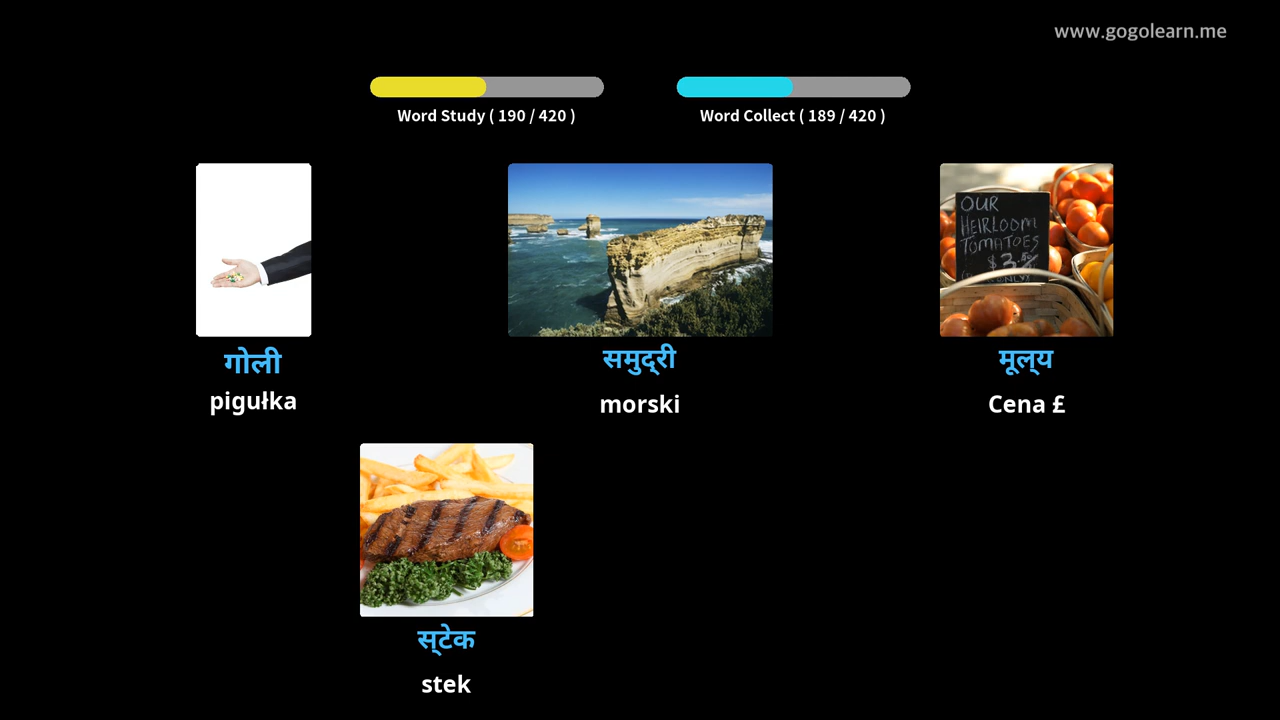 www.gogolearn.me
Word Study ( 190 / 420 )
Word Collect ( 189 / 420 )
OUR
HEIRLOOM
TOMATOES
गोली
pigułka
समुद्री
morski
मूल्य
Cena £
स्टेक
stek